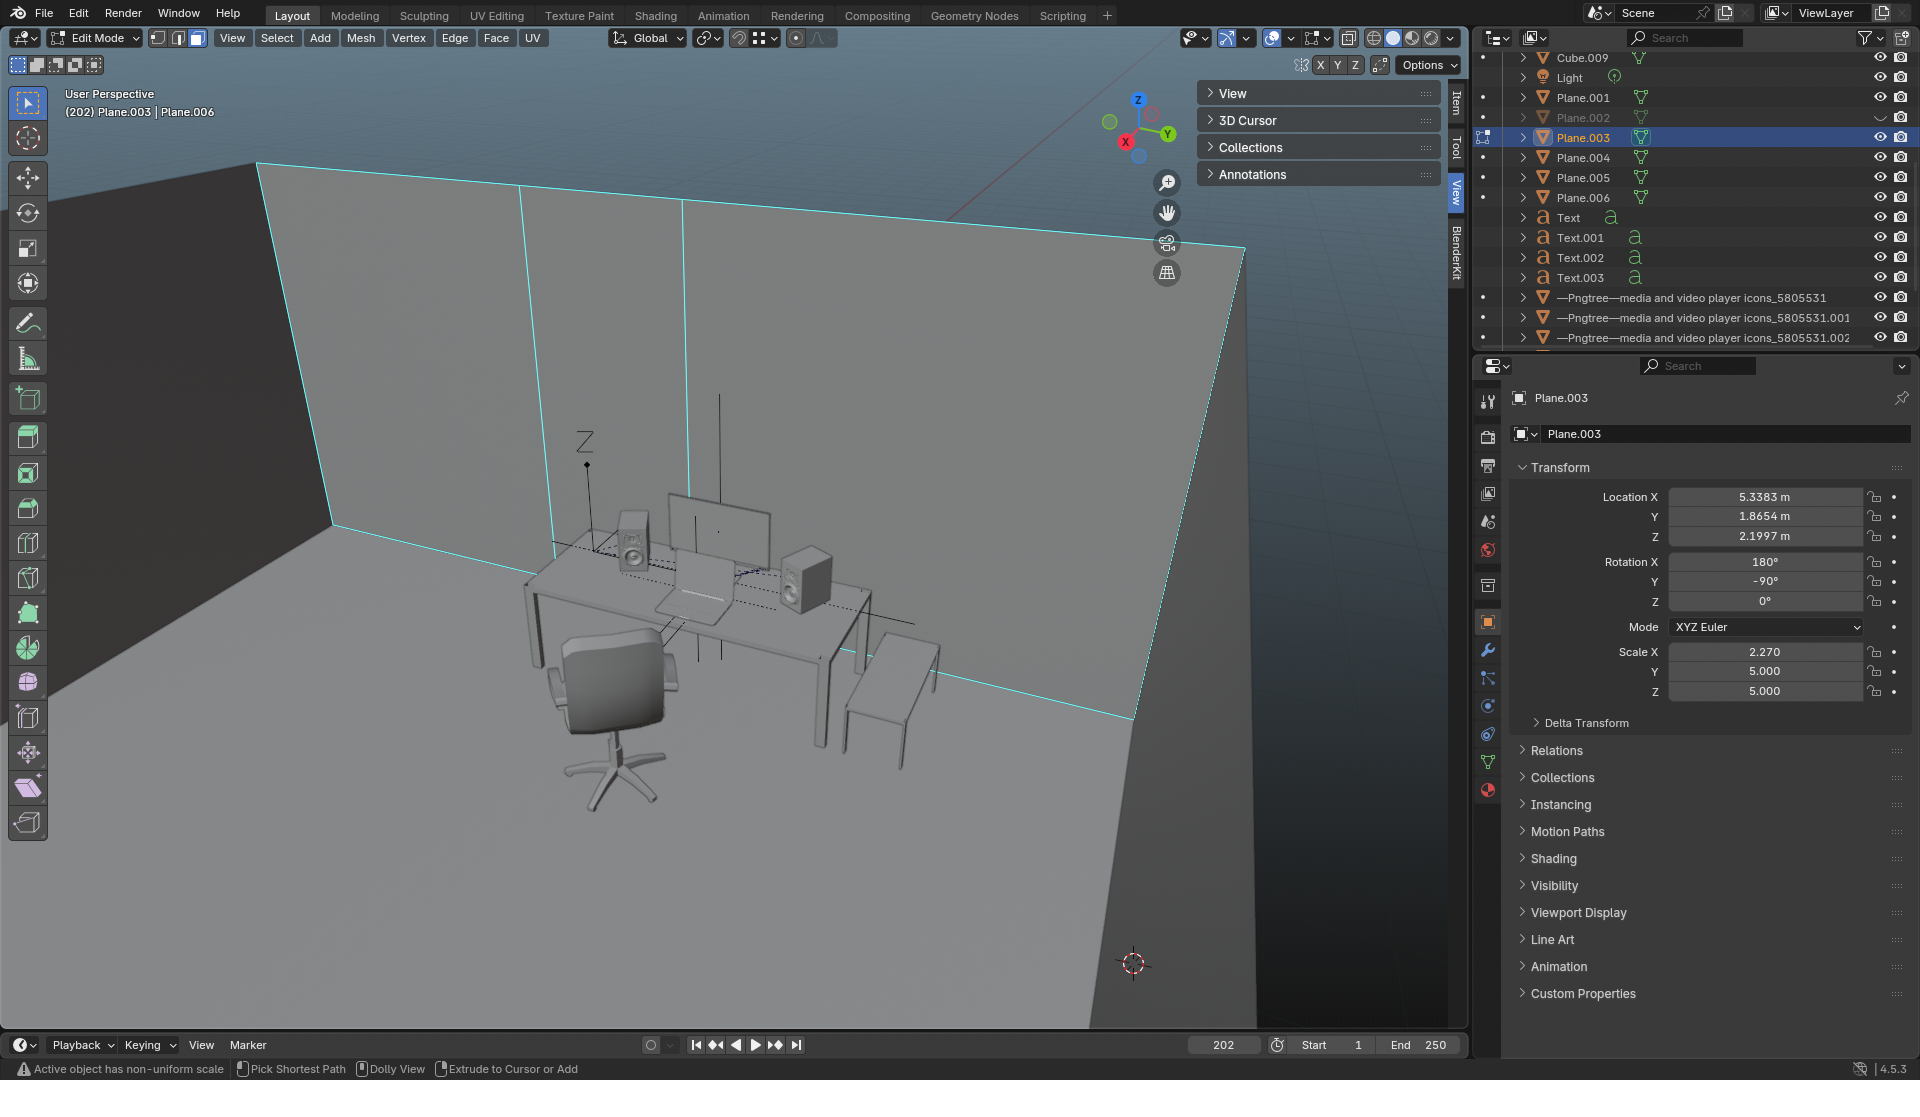 File Edit Render Window Help Layout Modeling Sculpting UV Editing Texture Paint Shading Animation Rendering Compositing Geometry Nodes Scripting + Scene ViewLayer
Edit Mode View Select Add Mesh Vertex Edge Face UV Global Search
X Y Z Options
User Perspective
(202) Plane.003 | Plane.006
Z
Y
X
Z
View
3D Cursor
Collections
Annotations
Item
Tool
View
BlenderKit
Cube.009
Light
Plane.001
Plane.002
Plane.003
Plane.004
Plane.005
Plane.006
Text
Text.001
Text.002
Text.003
—Pngtree—media and video player icons_5805531
—Pngtree—media and video player icons_5805531.001
—Pngtree—media and video player icons_5805531.002
Search
Plane.003
Plane.003
Transform
Location X 5.3383 m
Y 1.8654 m
Z 2.1997 m
Rotation X 180°
Y -90°
Z 0°
Mode XYZ Euler
Scale X 2.270
Y 5.000
Z 5.000
Delta Transform
Relations
Collections
Instancing
Motion Paths
Shading
Visibility
Viewport Display
Line Art
Animation
Custom Properties
Playback Keying View Marker 202 Start 1 End 250
Active object has non-uniform scale Pick Shortest Path Dolly View Extrude to Cursor or Add 4.5.3